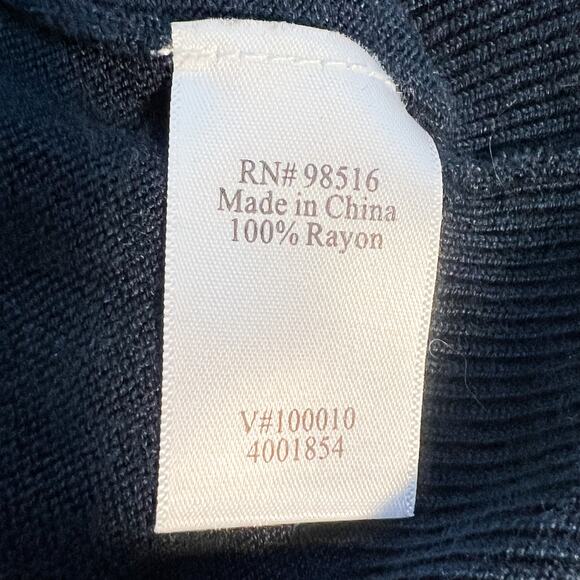 RN# 98516
Made in China
100% Rayon
V#100010
4001854